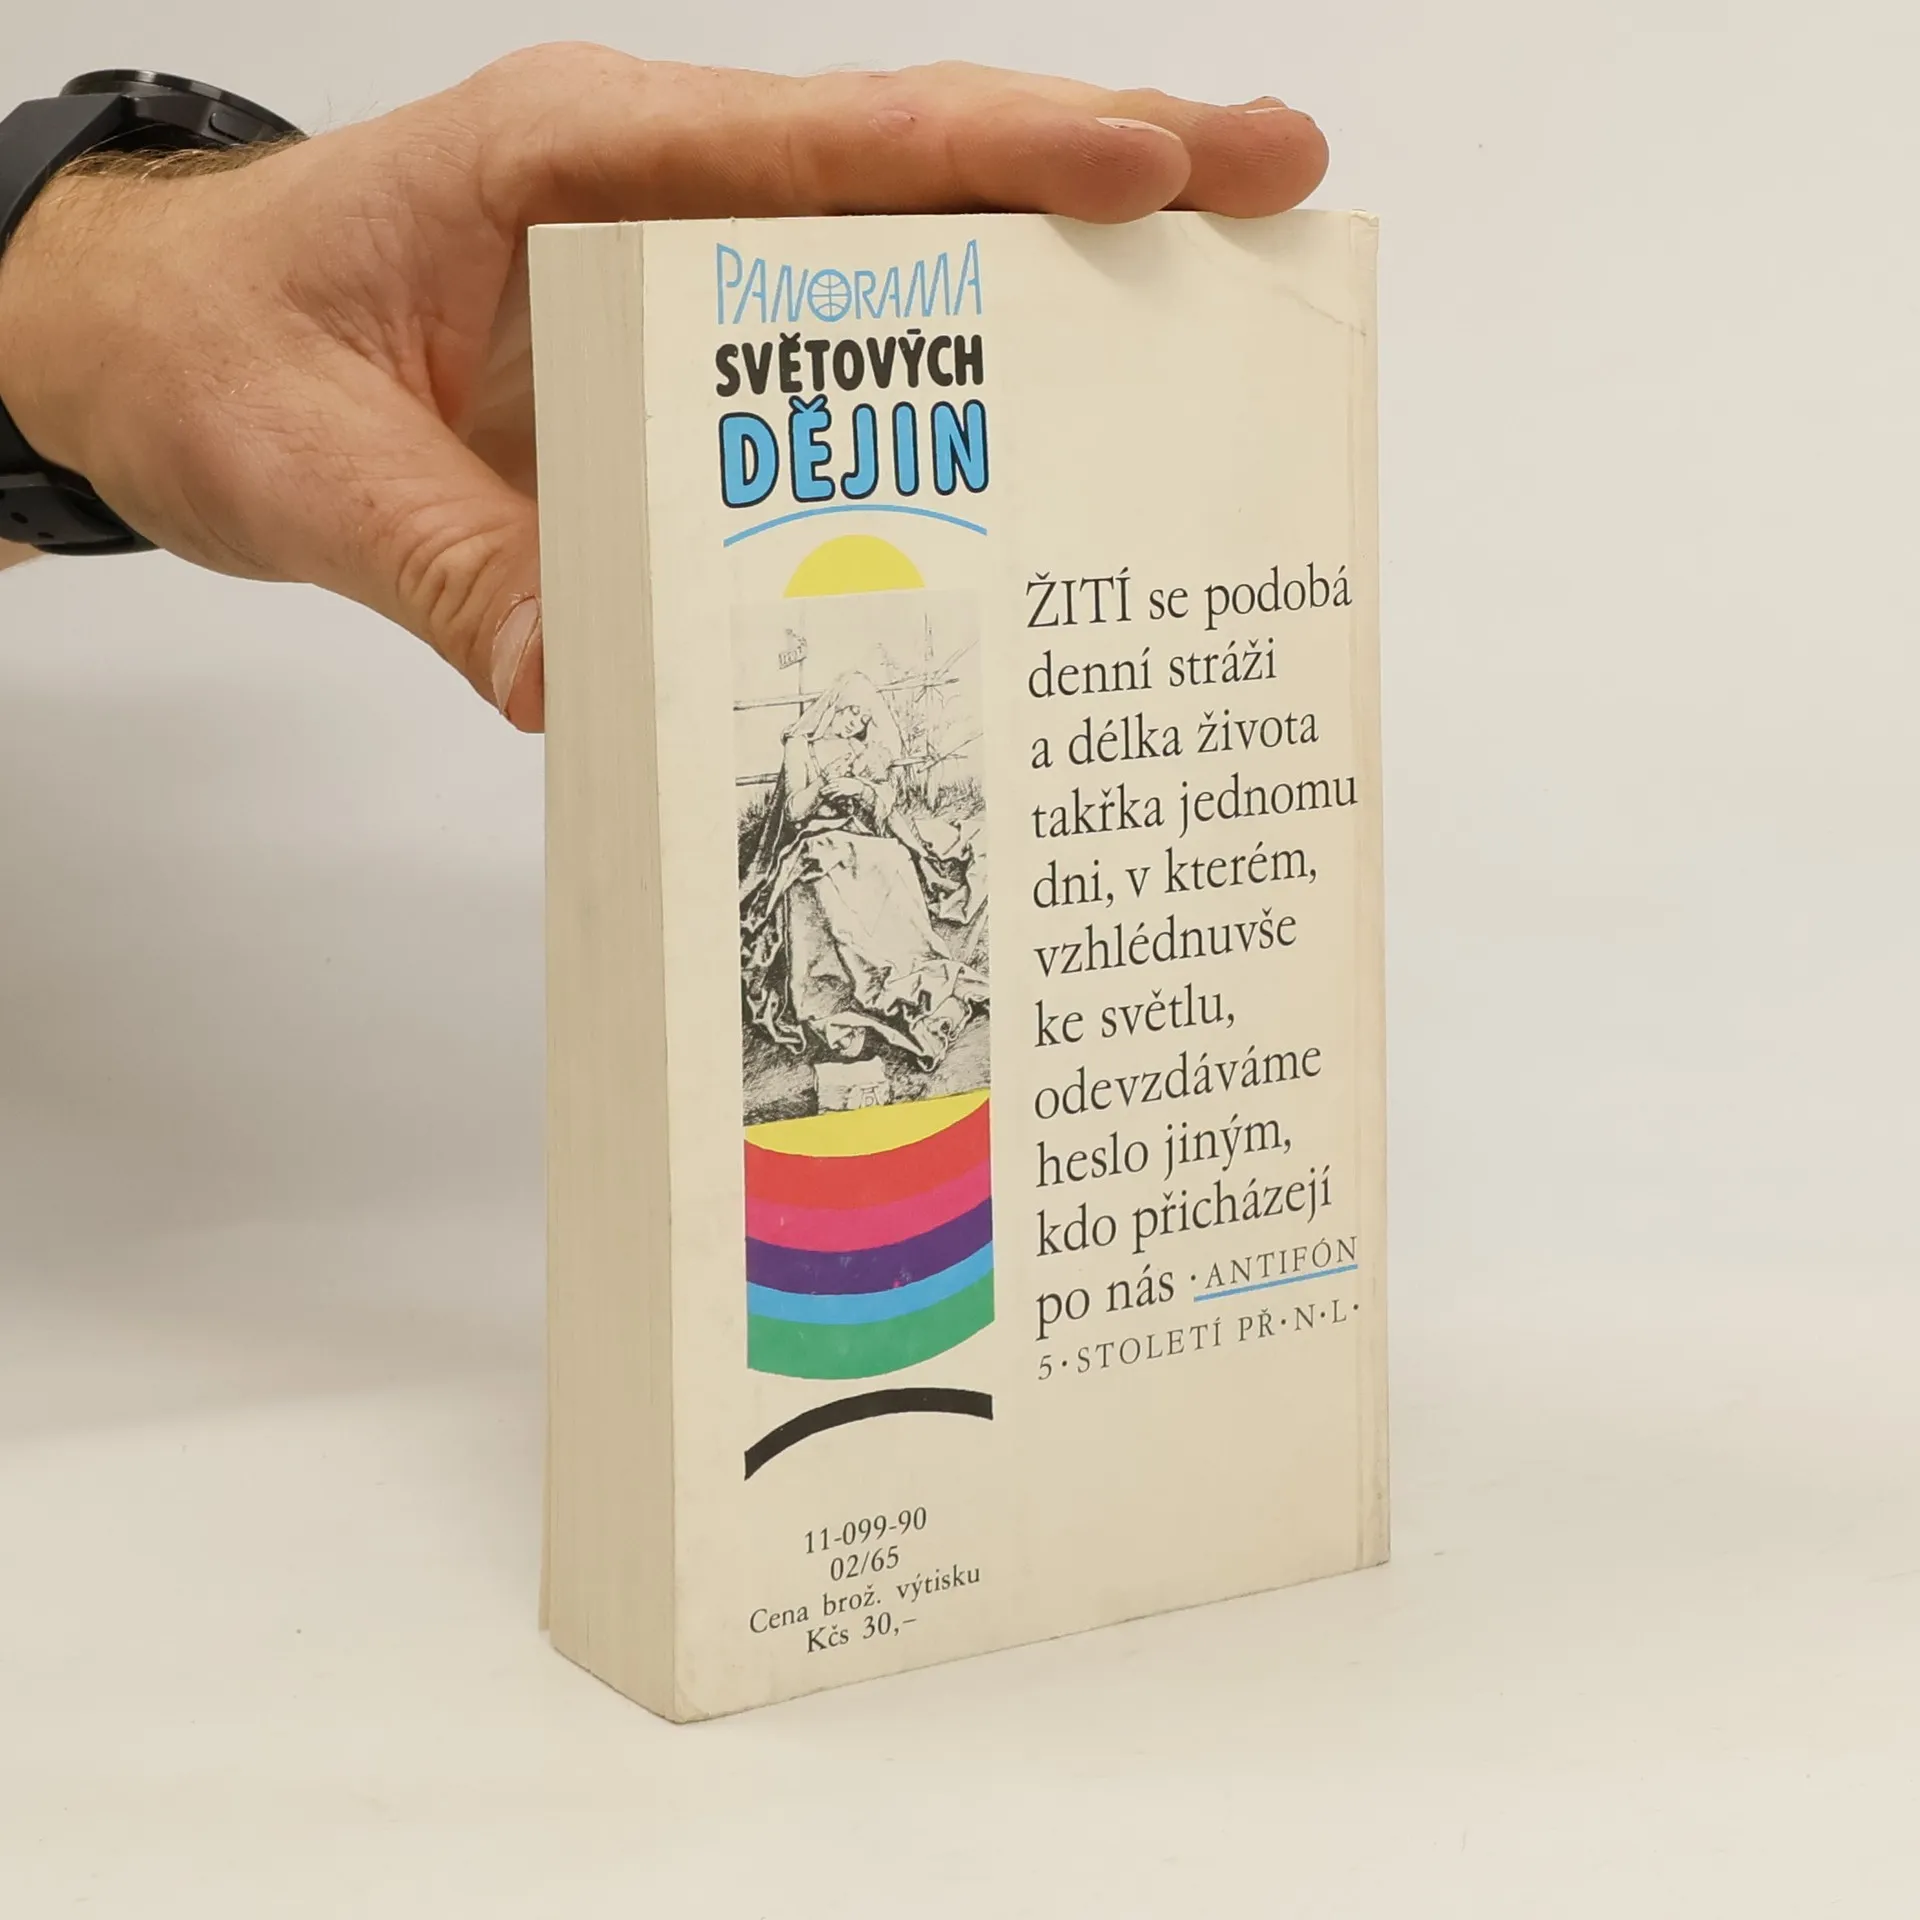 PANORAMA
SVĚTOVÝCH
DĚJIN
ŽITÍ se podobá
denní stráži
a délka života
takřka jednomu
dni, v kterém,
vzhlédnuvše
ke světlu,
odevzdáváme
heslo jiným,
kdo přicházejí
po nás · ANTIFÓN
5 · STOLETÍ PŘ · N · L ·
11-099-90
02/65
Cena brož. výtisku
Kčs 30,–